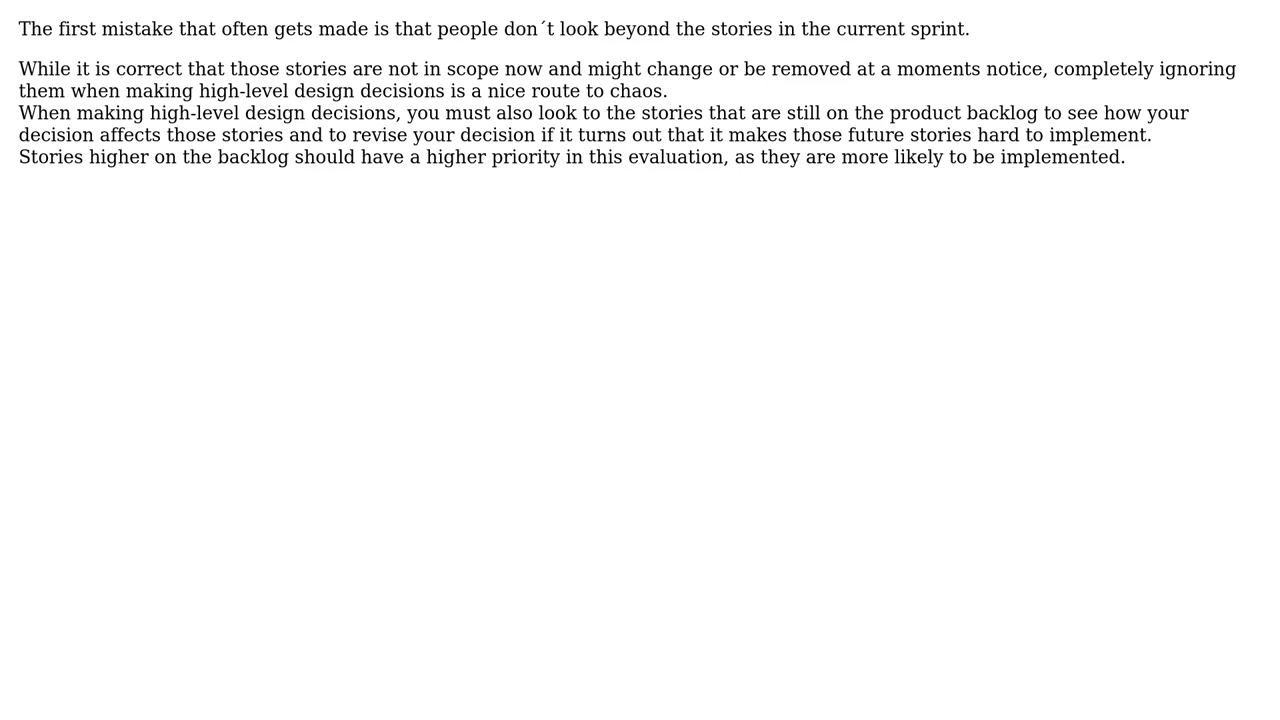 The first mistake that often gets made is that people don´t look beyond the stories in the current sprint.
While it is correct that those stories are not in scope now and might change or be removed at a moments notice, completely ignoring
them when making high-level design decisions is a nice route to chaos.
When making high-level design decisions, you must also look to the stories that are still on the product backlog to see how your
decision affects those stories and to revise your decision if it turns out that it makes those future stories hard to implement.
Stories higher on the backlog should have a higher priority in this evaluation, as they are more likely to be implemented.